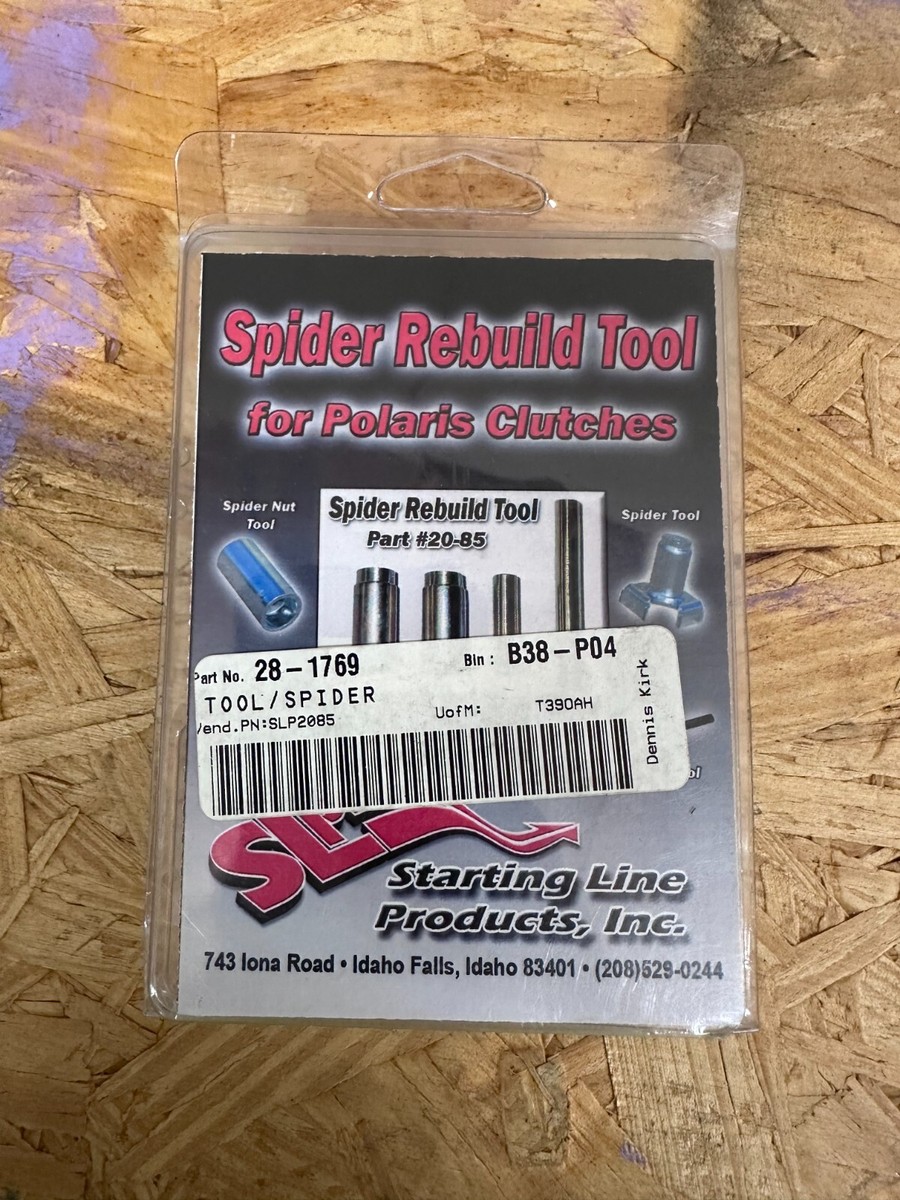 Spider Rebuild Tool
for Polaris Clutches
Spider Nut
Tool
Spider Rebuild Tool
Part #20-85
Spider Tool
Part No. 28-1769
Bin: B38-P04
TOOL/SPIDER
Vend.PN:SLP2085
UofM:
T390AH
Dennis Kirk
SLP
Starting Line
Products, Inc.
743 Iona Road • Idaho Falls, Idaho 83401 • (208)529-0244